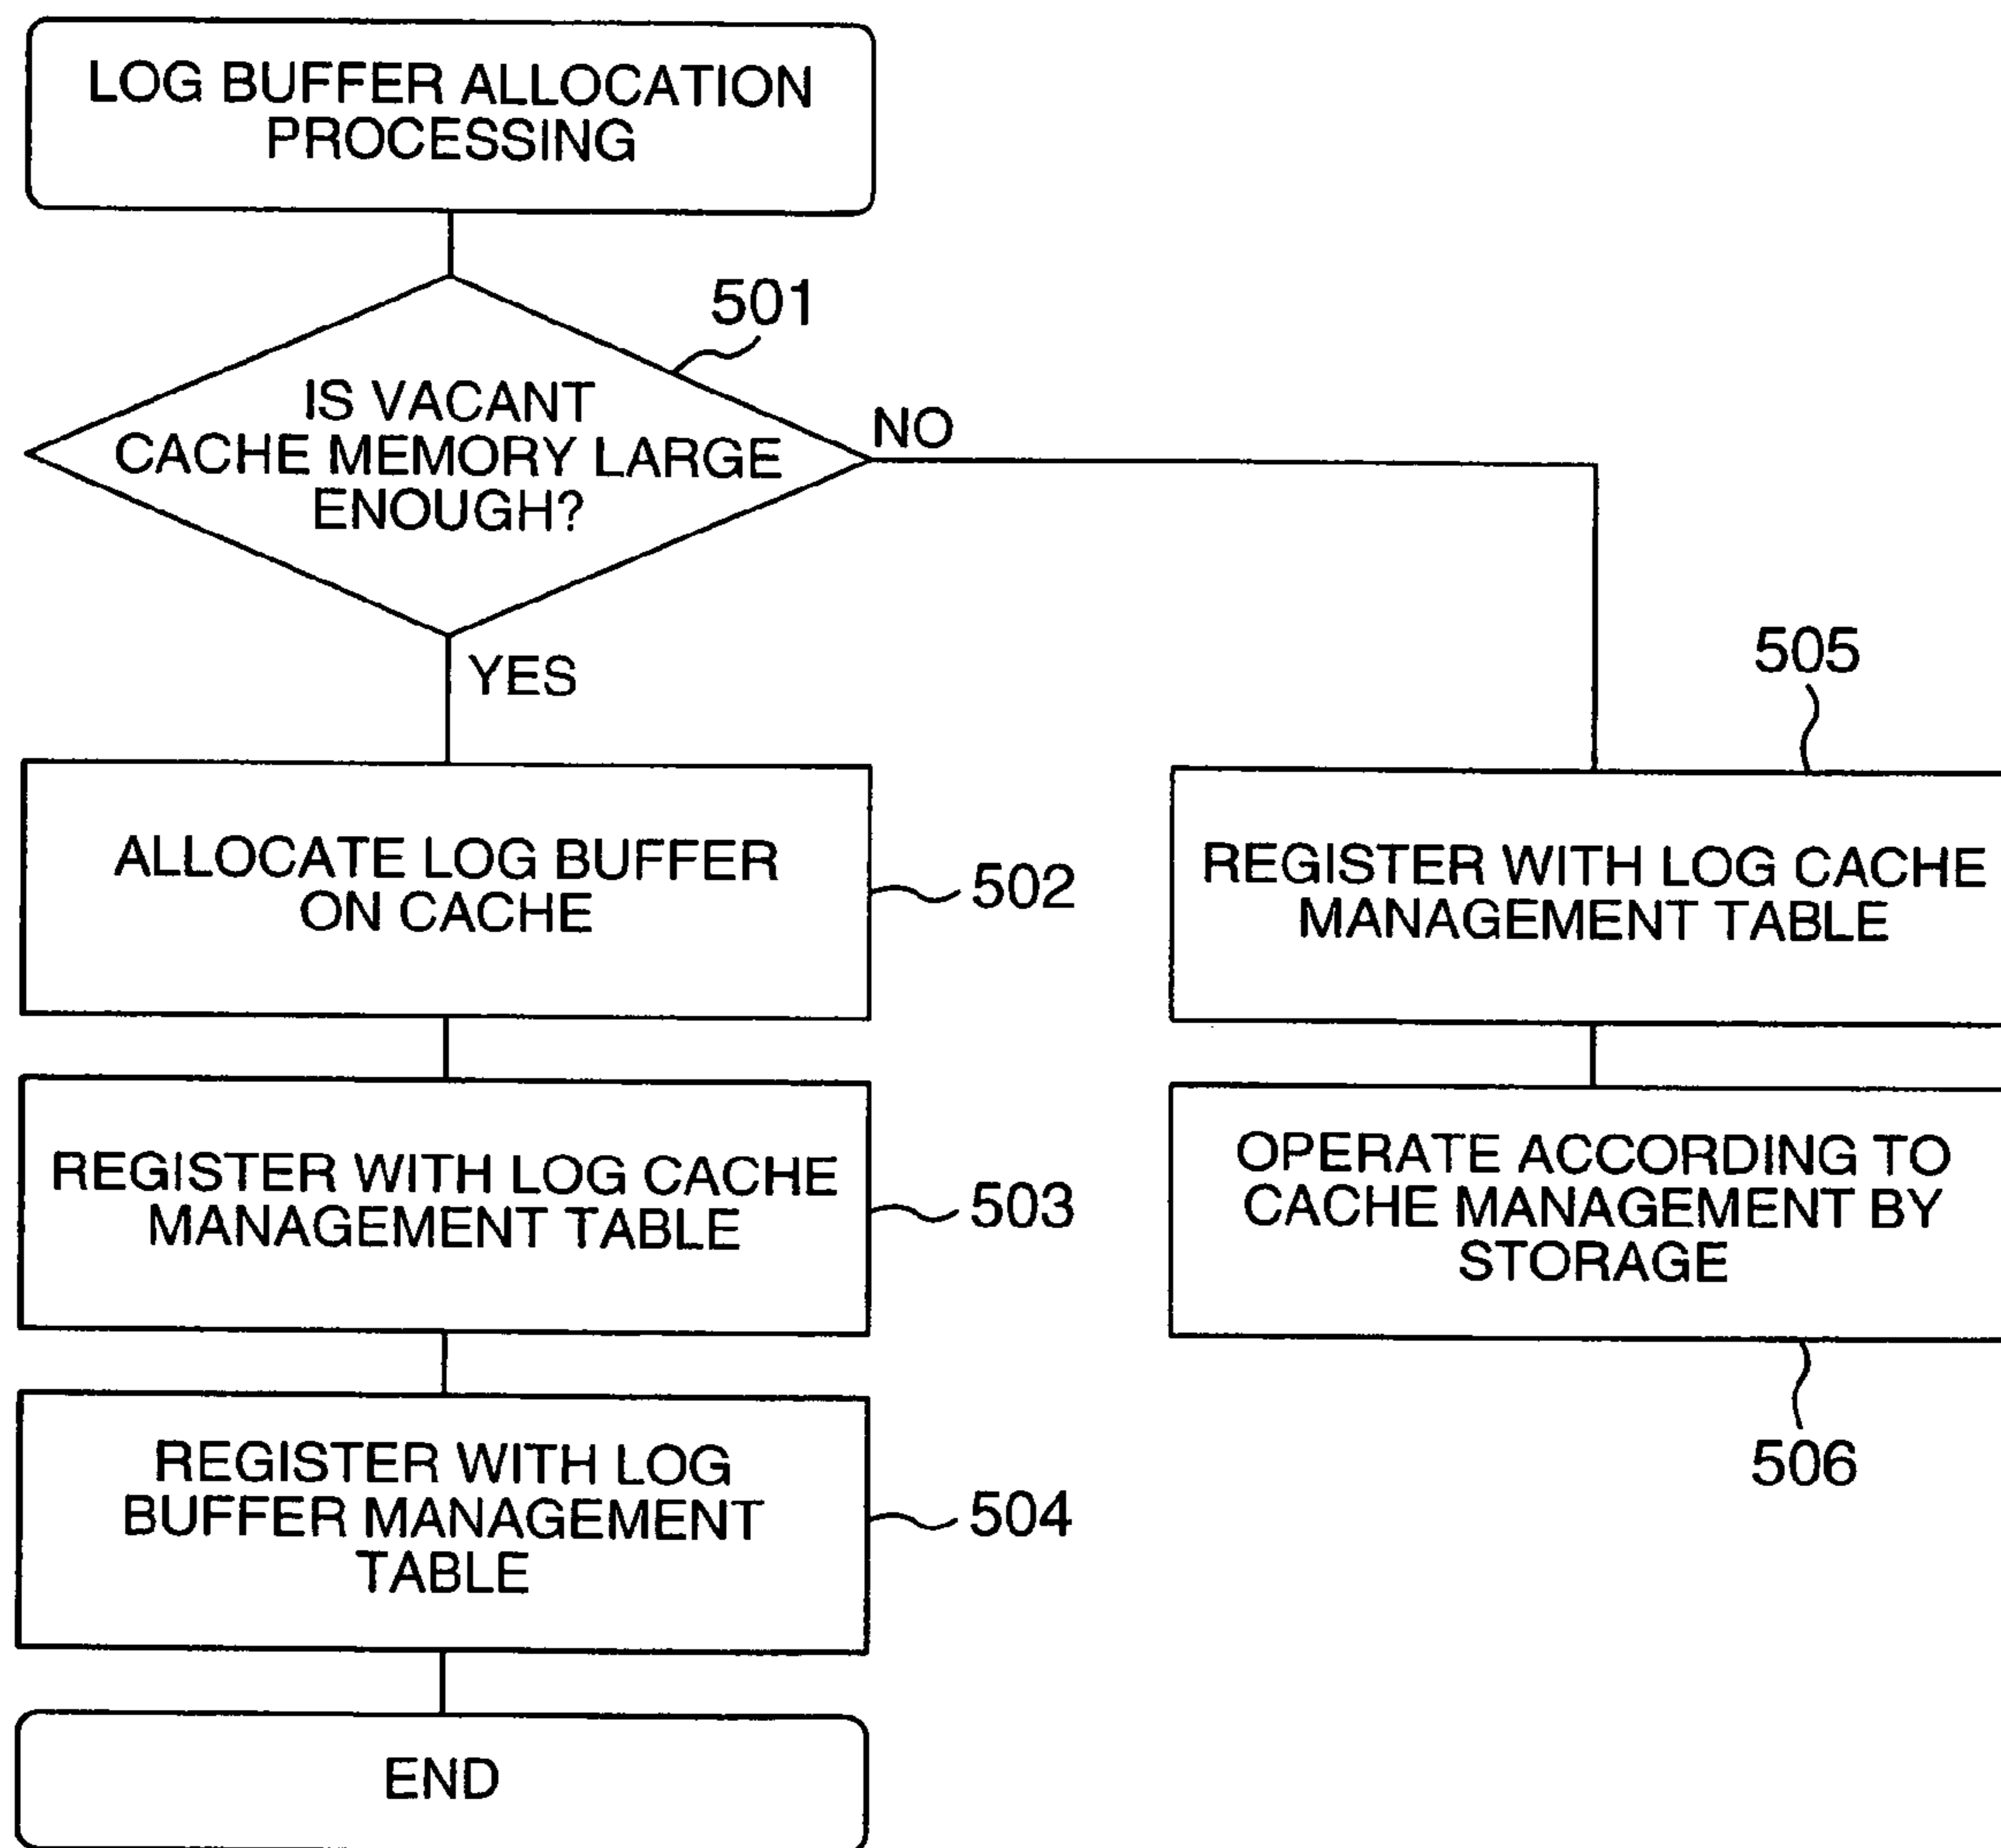 LOG BUFFER ALLOCATION
PROCESSING
501
IS VACANT
CACHE MEMORY LARGE
ENOUGH?
NO
YES
505
ALLOCATE LOG BUFFER
ON CACHE
502
REGISTER WITH LOG CACHE
MANAGEMENT TABLE
REGISTER WITH LOG CACHE
MANAGEMENT TABLE
503
OPERATE ACCORDING TO
CACHE MANAGEMENT BY
STORAGE
506
REGISTER WITH LOG
BUFFER MANAGEMENT
TABLE
504
END